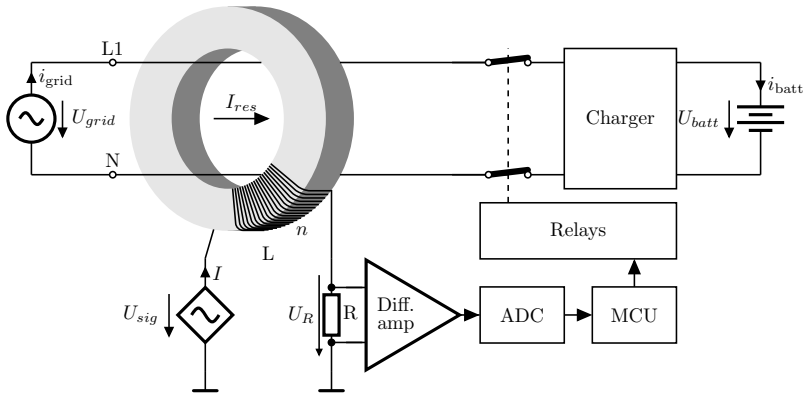 L1
i_grid
U_grid
N
I_res
n
L
I
U_sig
U_R
R
Diff.
amp
ADC
MCU
Relays
Charger
U_batt
i_batt